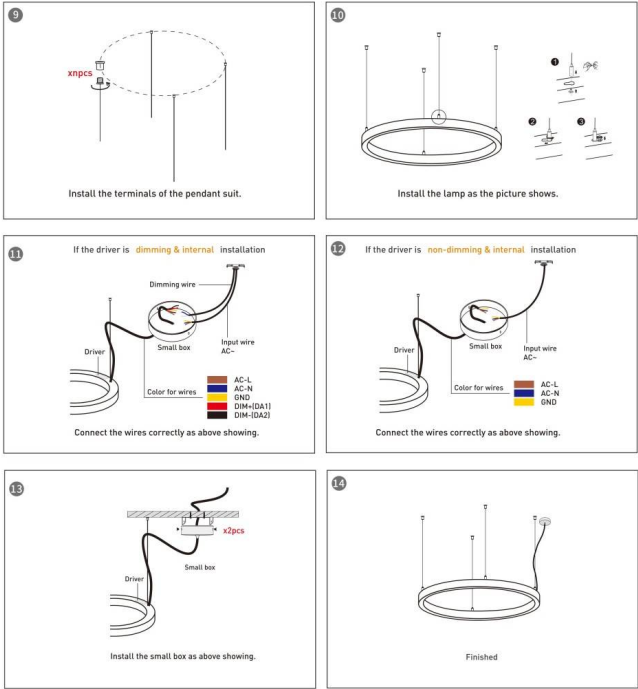 9
xnpcs
Install the terminals of the pendant suit.
10
1
2
3
Install the lamp as the picture shows.
11
If the driver is dimming & internal installation
Dimming wire
Small box
Input wire
AC~
Driver
Color for wires
AC-L
AC-N
GND
DIM+(DA1)
DIM-(DA2)
Connect the wires correctly as above showing.
12
If the driver is non-dimming & internal installation
Small box
Input wire
AC~
Driver
Color for wires
AC-L
AC-N
GND
Connect the wires correctly as above showing.
13
x2pcs
Small box
Driver
Install the small box as above showing.
14
Finished